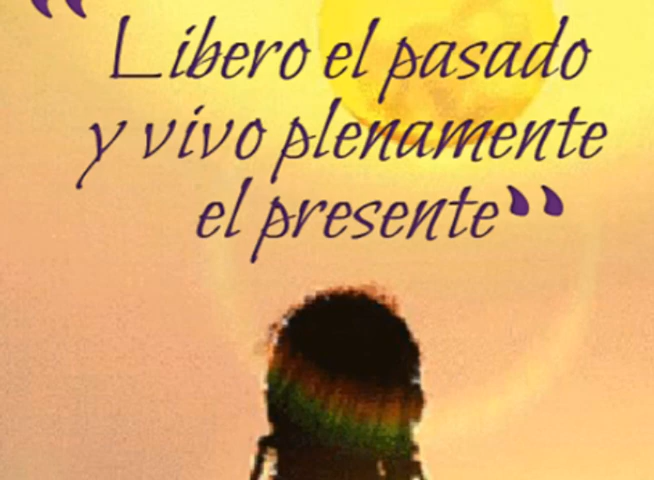 “Libero el pasado
y vivo plenamente
el presente”